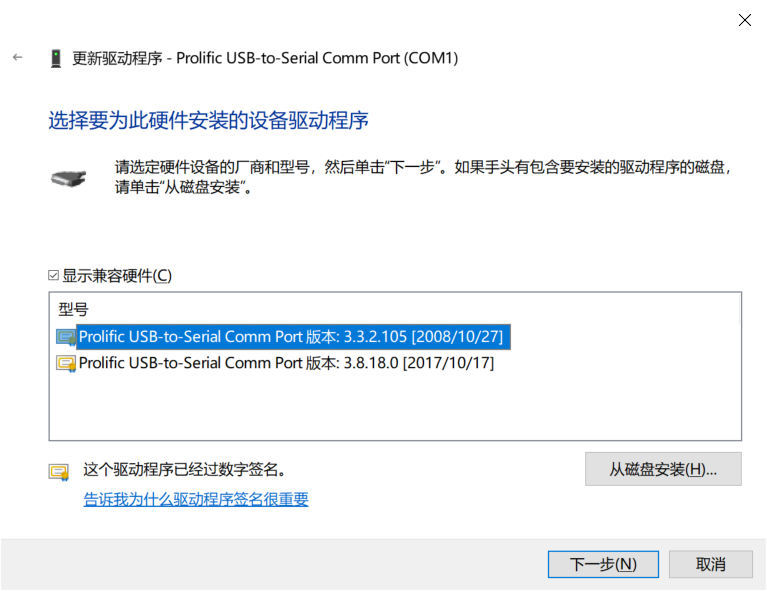 更新驱动程序 - Prolific USB-to-Serial Comm Port (COM1)
选择要为此硬件安装的设备驱动程序
请选定硬件设备的厂商和型号，然后单击“下一步”。如果手头有包含要安装的驱动程序的磁盘，
请单击“从磁盘安装”。
显示兼容硬件(C)
型号
Prolific USB-to-Serial Comm Port 版本: 3.3.2.105 [2008/10/27]
Prolific USB-to-Serial Comm Port 版本: 3.8.18.0 [2017/10/17]
这个驱动程序已经过数字签名。
从磁盘安装(H)...
告诉我为什么驱动程序签名很重要
下一步(N)
取消